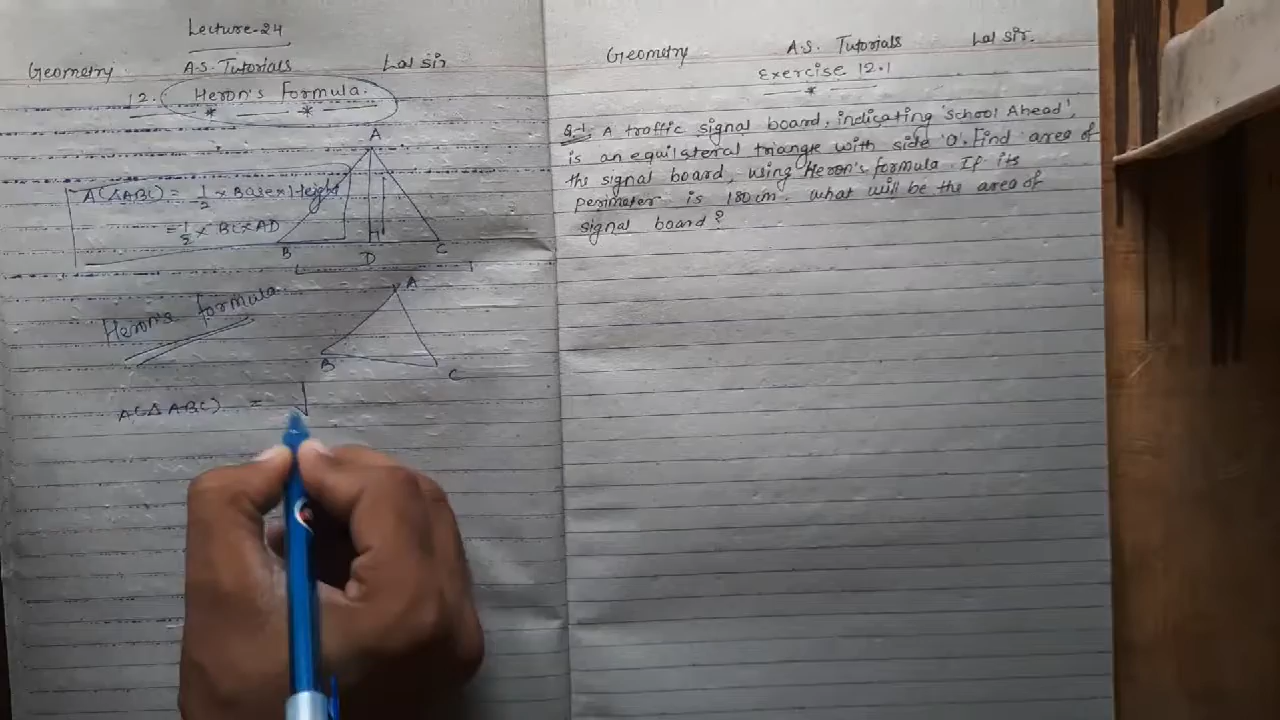 Lecture-24
Geometry A.S. Tutorials Lal sir
12. Heron's Formula.
A
A(△ABC) = 1/2 × Base × Height
= 1/2 × BC × AD
B D C
Heron's formula
A
B
C
A(△ABC) = √
Geometry A.S. Tutorials Lal sir.
Exercise 12.1
Q-1, A traffic signal board, indicating 'School Ahead',
is an equilateral triangle with side 'a'. Find area of
the signal board, using Heron's formula. If its
perimeter is 180 cm. what will be the area of
signal board?